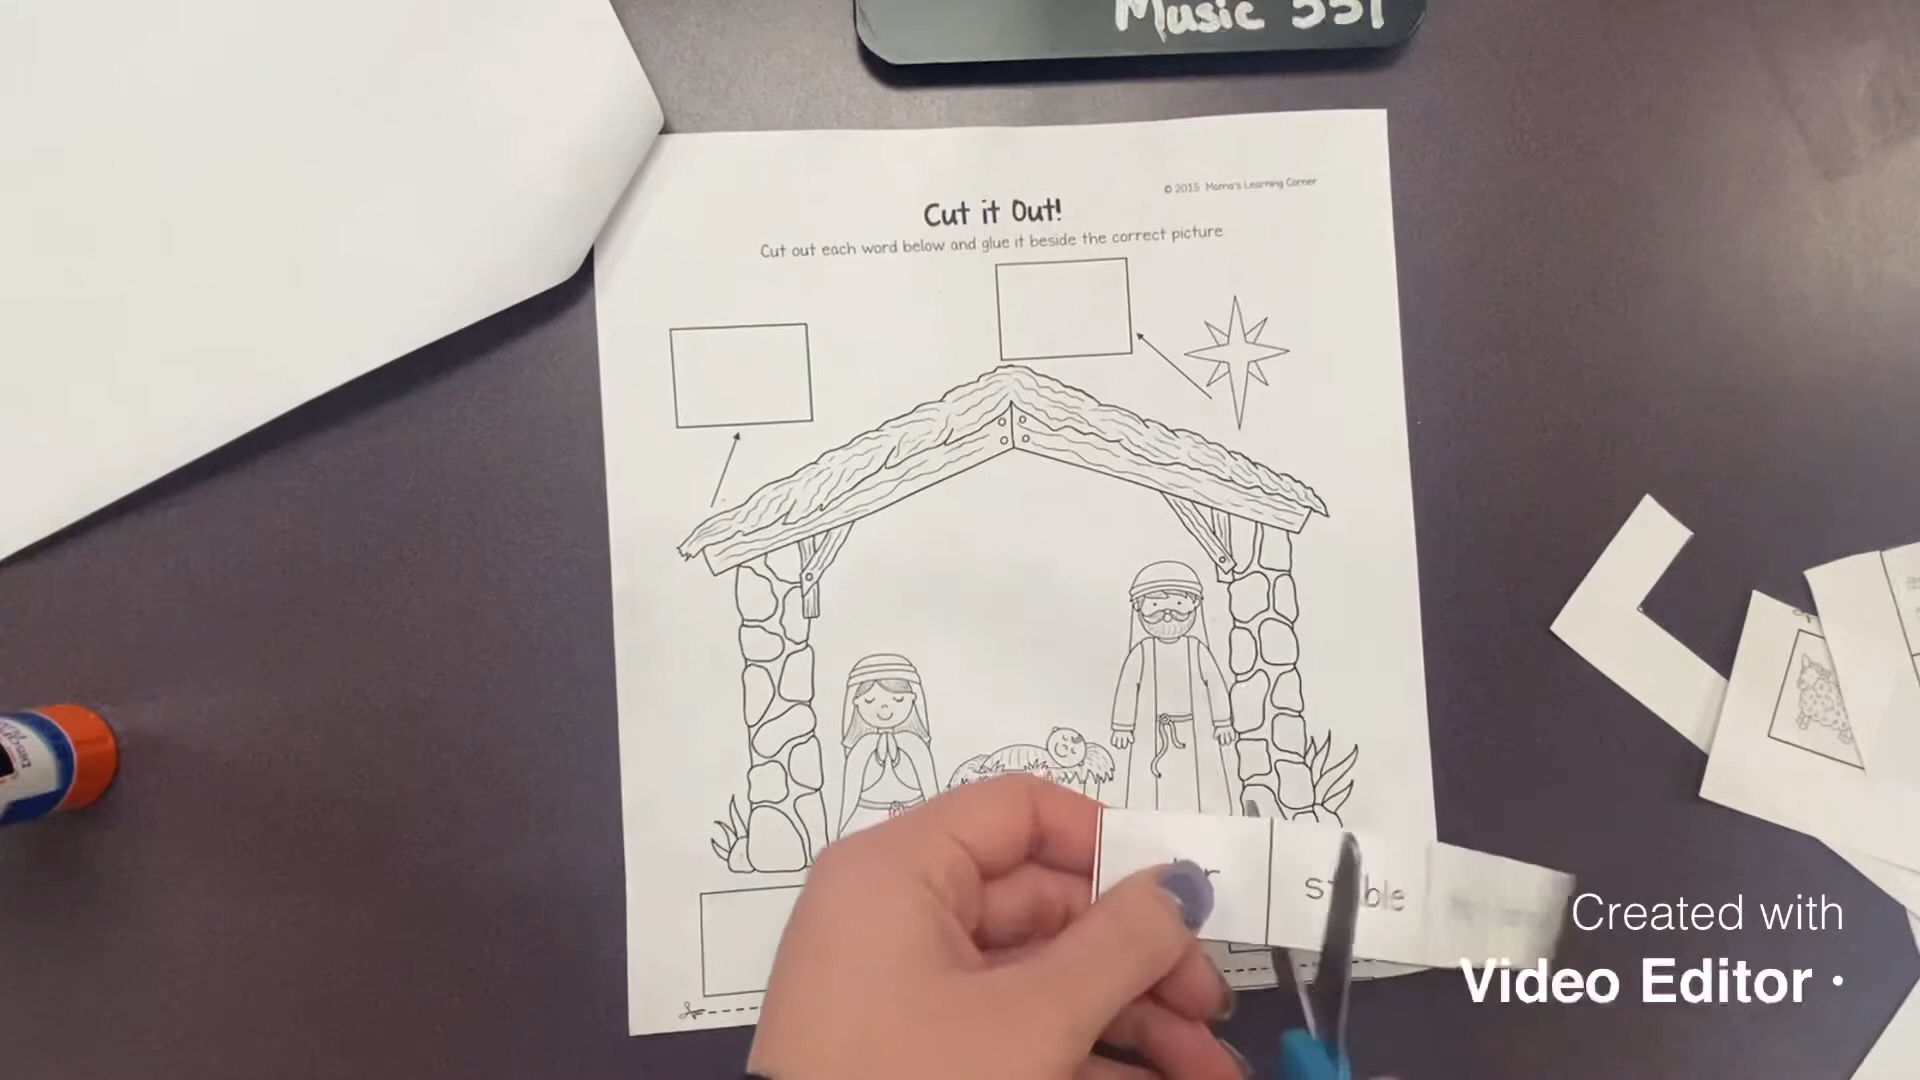 Music 551
© 2015 Mama's Learning Corner
Cut it Out!
Cut out each word below and glue it beside the correct picture
stable
Created with
Video Editor ·